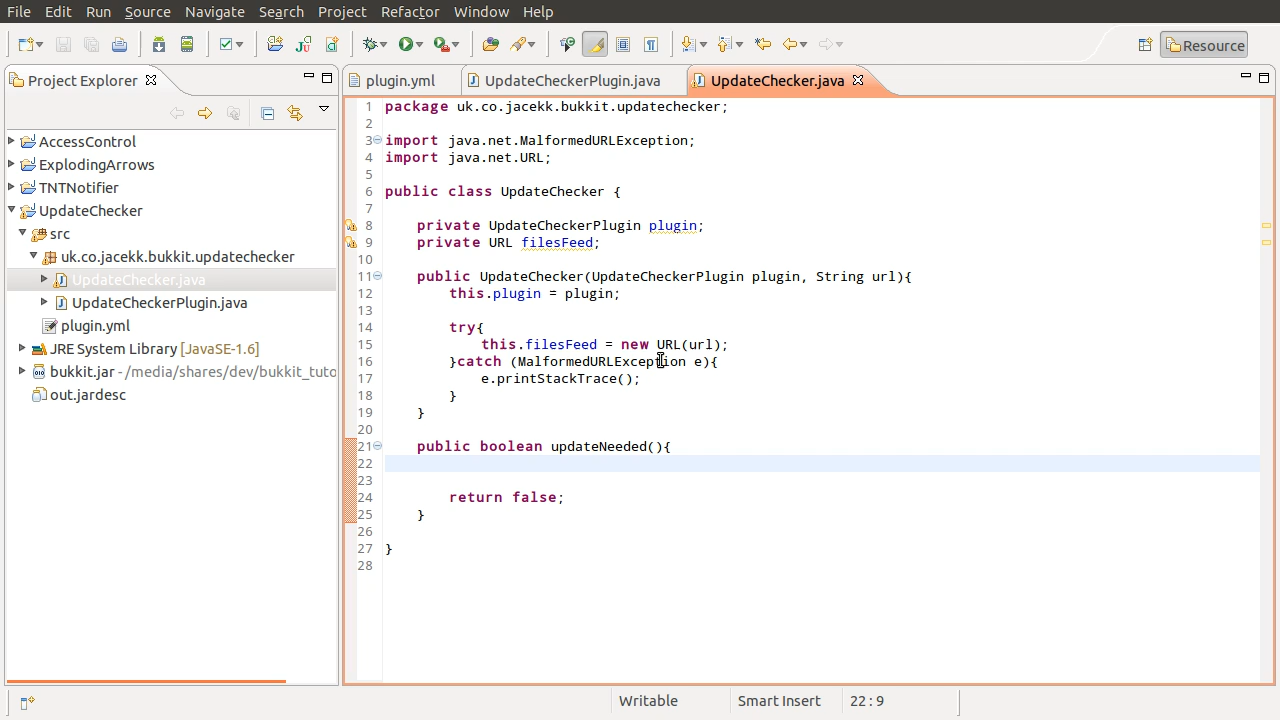 File Edit Run Source Navigate Search Project Refactor Window Help
Resource
Project Explorer
AccessControl
ExplodingArrows
TNTNotifier
UpdateChecker
src
uk.co.jacekk.bukkit.updatechecker
UpdateChecker.java
UpdateCheckerPlugin.java
plugin.yml
JRE System Library [JavaSE-1.6]
bukkit.jar - /media/shares/dev/bukkit_tuto
out.jardesc
plugin.yml UpdateCheckerPlugin.java UpdateChecker.java
1 package uk.co.jacekk.bukkit.updatechecker;
2
3 import java.net.MalformedURLException;
4 import java.net.URL;
5
6 public class UpdateChecker {
7
8 private UpdateCheckerPlugin plugin;
9 private URL filesFeed;
10
11 public UpdateChecker(UpdateCheckerPlugin plugin, String url){
12 this.plugin = plugin;
13
14 try{
15 this.filesFeed = new URL(url);
16 }catch (MalformedURLException e){
17 e.printStackTrace();
18 }
19 }
20
21 public boolean updateNeeded(){
22
23
24 return false;
25 }
26
27 }
28
Writable Smart Insert 22 : 9